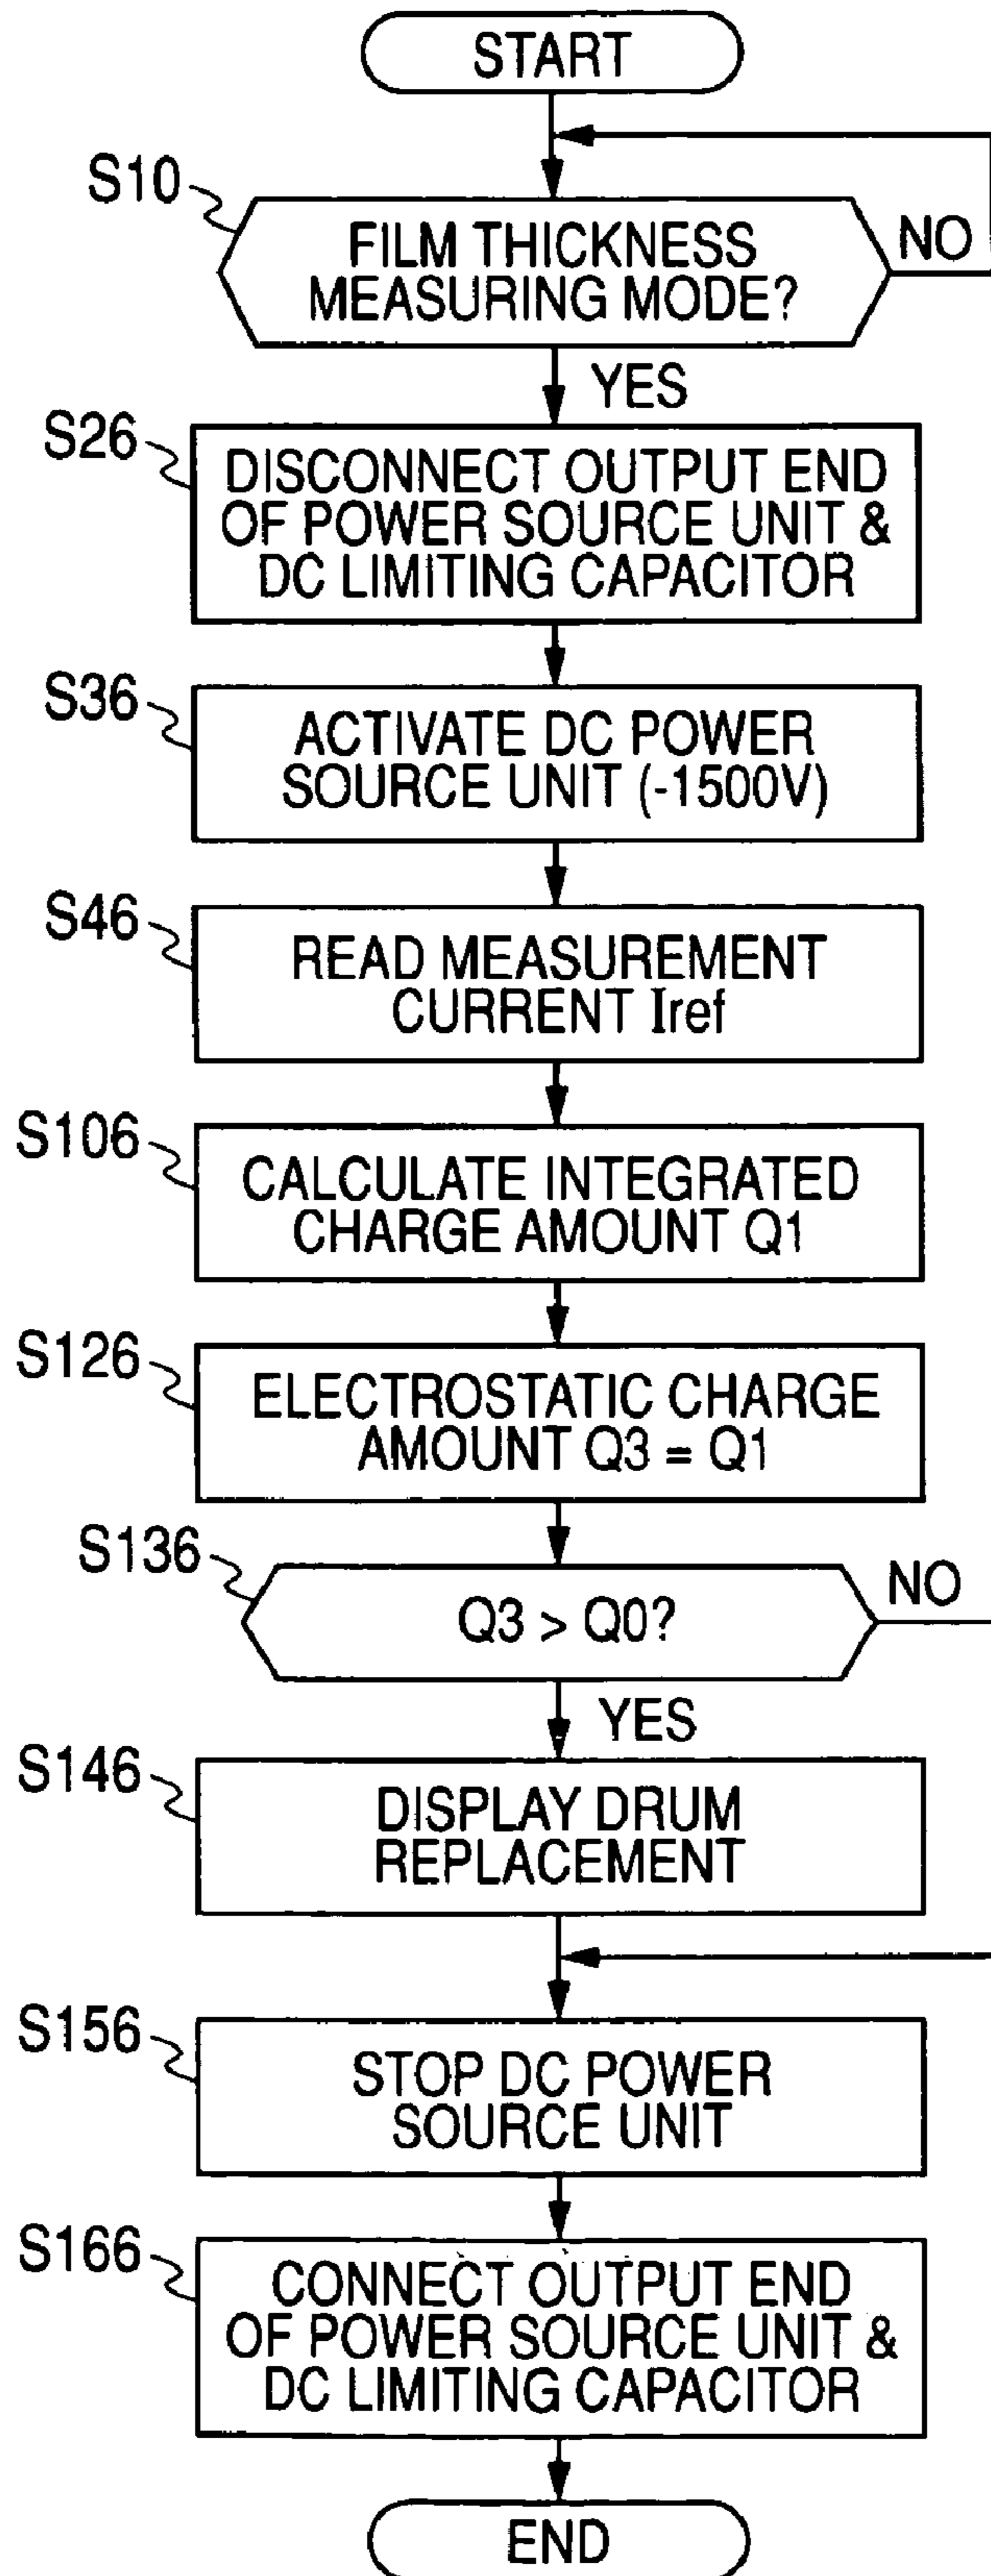 START
S10
FILM THICKNESS
MEASURING MODE?
NO
YES
S26
DISCONNECT OUTPUT END
OF POWER SOURCE UNIT &
DC LIMITING CAPACITOR
S36
ACTIVATE DC POWER
SOURCE UNIT (-1500V)
S46
READ MEASUREMENT
CURRENT Iref
S106
CALCULATE INTEGRATED
CHARGE AMOUNT Q1
S126
ELECTROSTATIC CHARGE
AMOUNT Q3 = Q1
S136
Q3 > Q0?
NO
YES
S146
DISPLAY DRUM
REPLACEMENT
S156
STOP DC POWER
SOURCE UNIT
S166
CONNECT OUTPUT END
OF POWER SOURCE UNIT &
DC LIMITING CAPACITOR
END